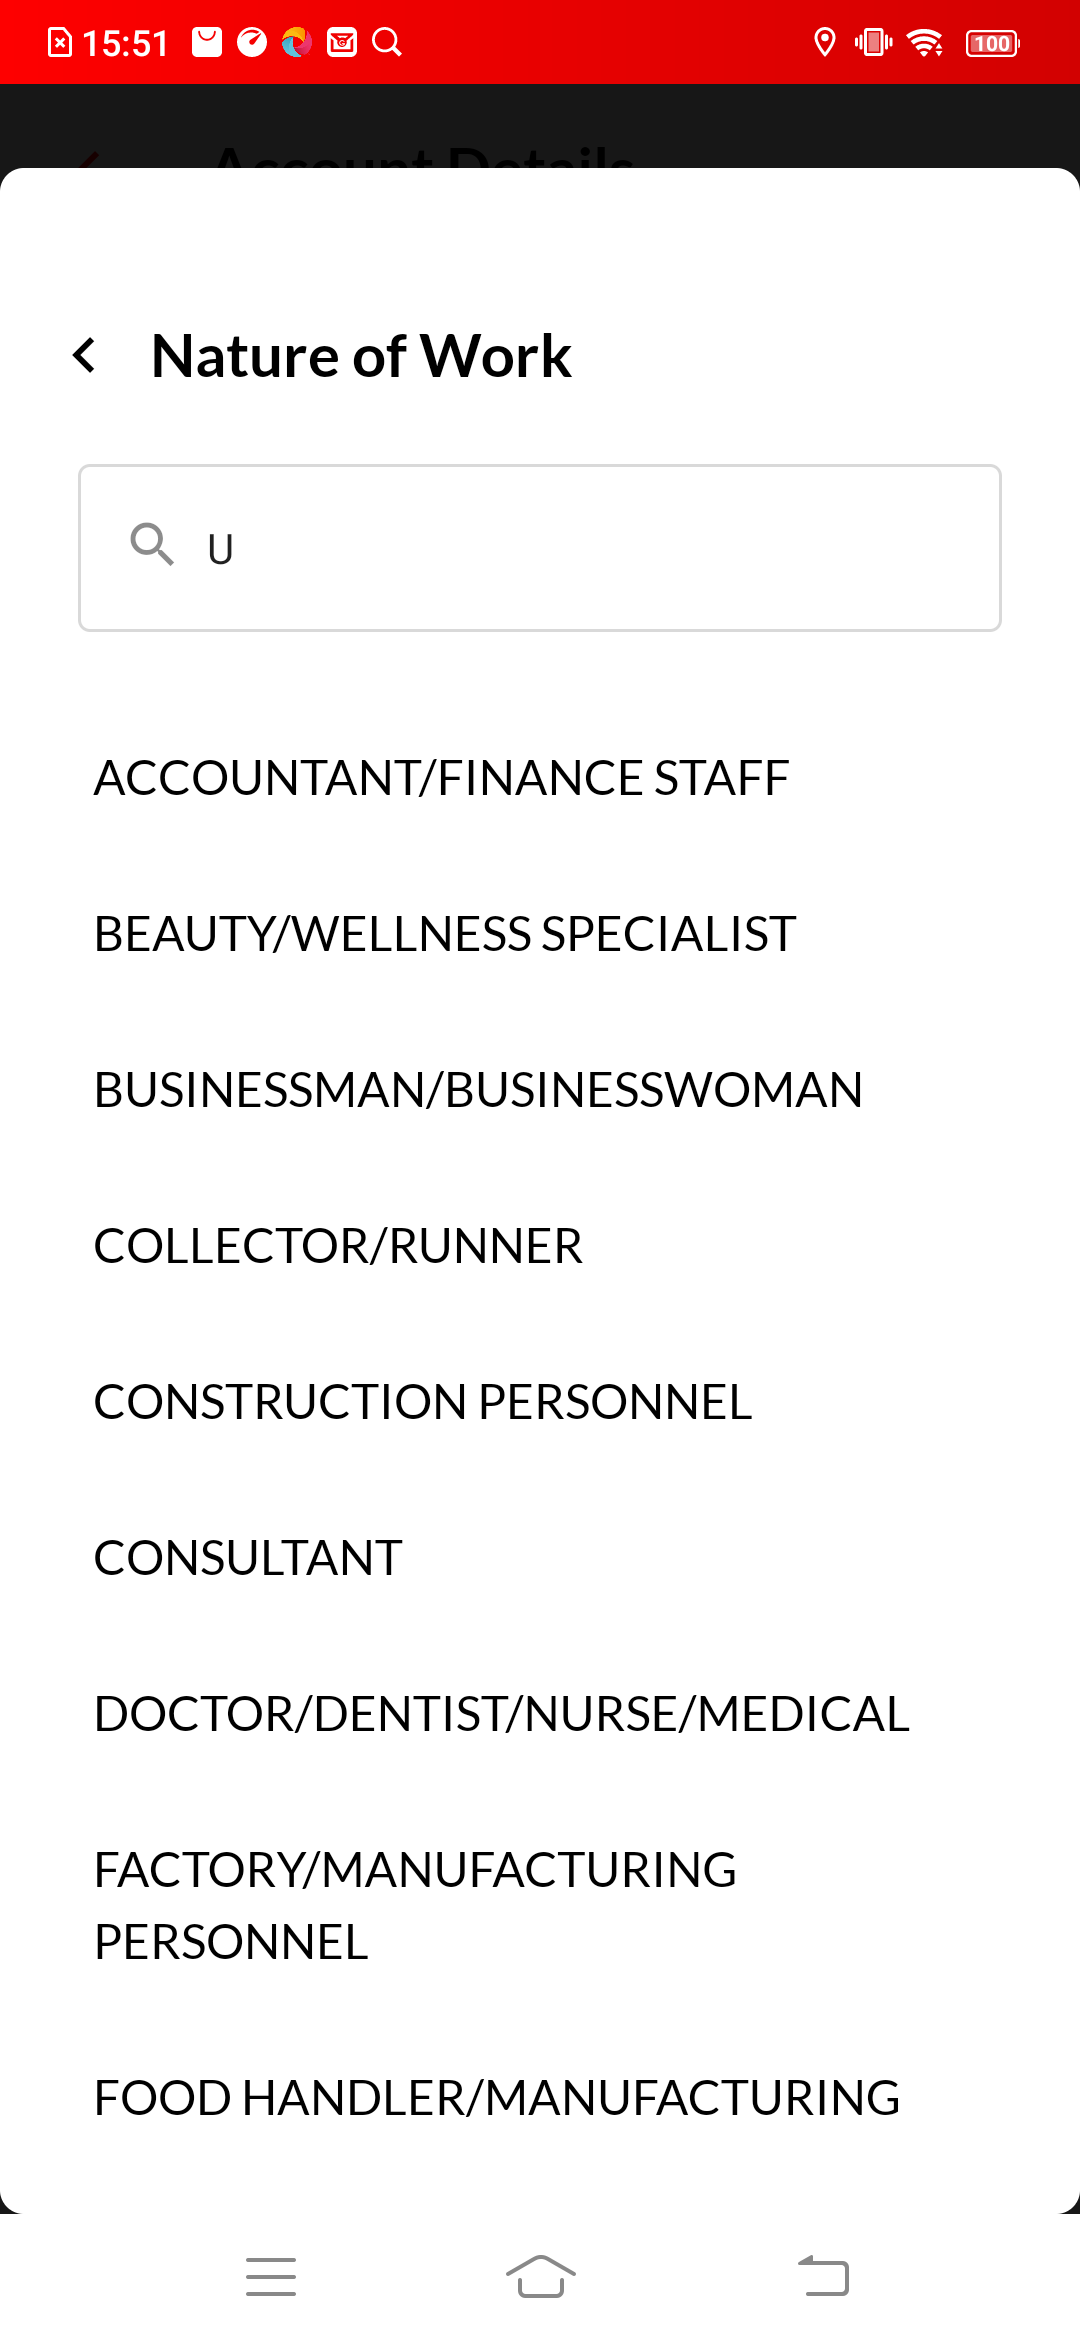 15:51
100
Account Details
Nature of Work
U
ACCOUNTANT/FINANCE STAFF
BEAUTY/WELLNESS SPECIALIST
BUSINESSMAN/BUSINESSWOMAN
COLLECTOR/RUNNER
CONSTRUCTION PERSONNEL
CONSULTANT
DOCTOR/DENTIST/NURSE/MEDICAL
FACTORY/MANUFACTURING
PERSONNEL
FOOD HANDLER/MANUFACTURING